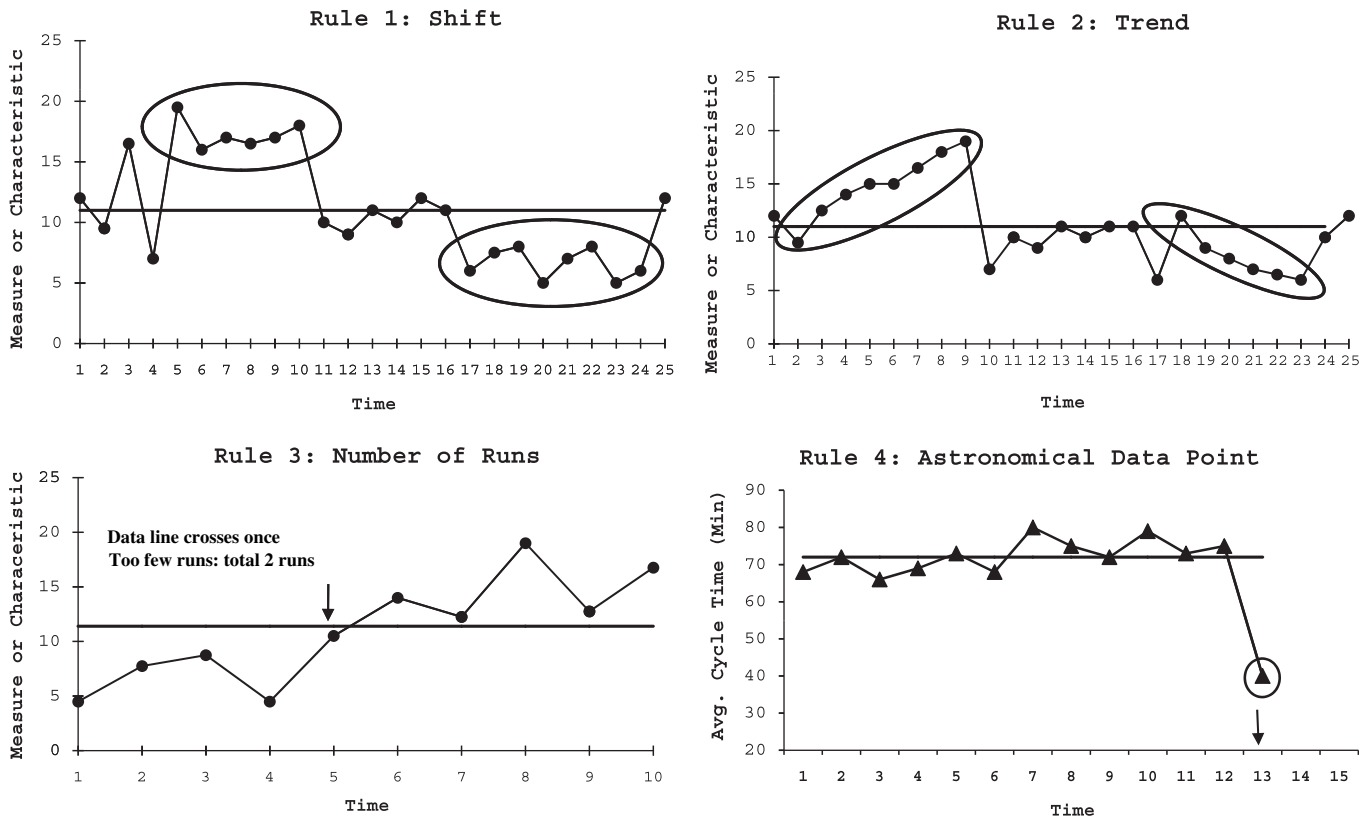 Rule 1: Shift
Measure or Characteristic
25
20
15
10
5
0
1 2 3 4 5 6 7 8 9 10 11 12 13 14 15 16 17 18 19 20 21 22 23 24 25
Time
Rule 2: Trend
Measure or Characteristic
25
20
15
10
5
0
1 2 3 4 5 6 7 8 9 10 11 12 13 14 15 16 17 18 19 20 21 22 23 24 25
Time
Rule 3: Number of Runs
Measure or Characeristic
25
20
15
10
5
0
Data line crosses once
Too few runs: total 2 runs
1 2 3 4 5 6 7 8 9 10
Time
Rule 4: Astronomical Data Point
Avg. Cycle Time (Min)
90
80
70
60
50
40
30
20
1 2 3 4 5 6 7 8 9 10 11 12 13 14 15
Time